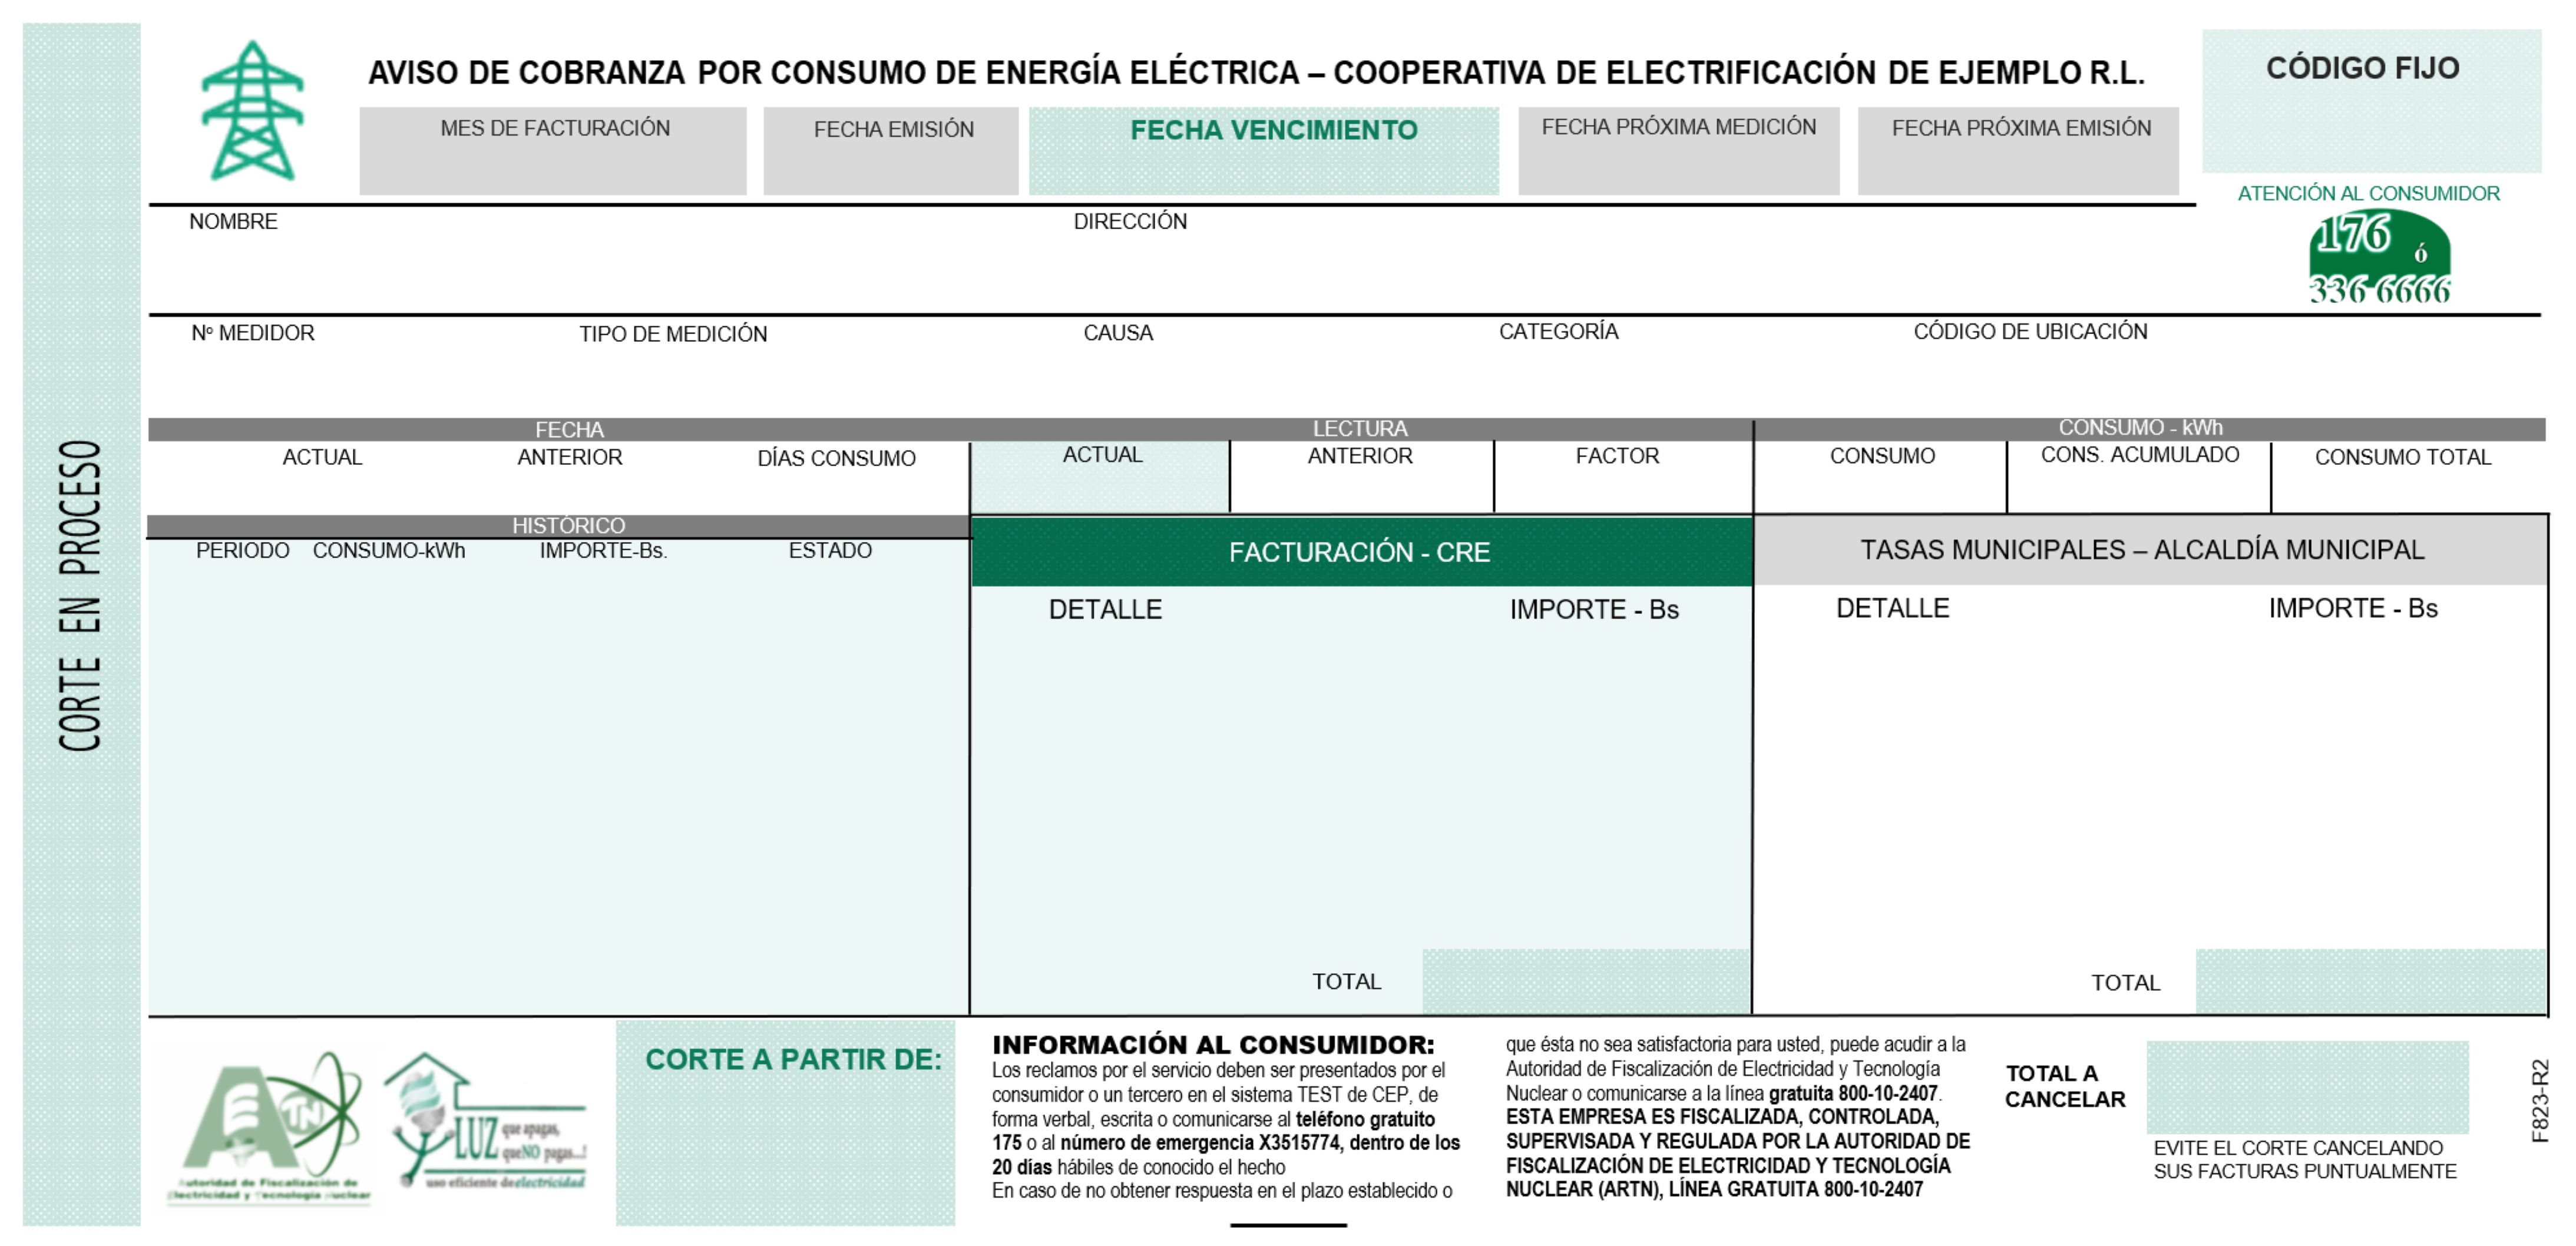 CORTE EN PROCESO
AVISO DE COBRANZA POR CONSUMO DE ENERGÍA ELÉCTRICA – COOPERATIVA DE ELECTRIFICACIÓN DE EJEMPLO R.L.
CÓDIGO FIJO
MES DE FACTURACIÓN
FECHA EMISIÓN
FECHA VENCIMIENTO
FECHA PRÓXIMA MEDICIÓN
FECHA PRÓXIMA EMISIÓN
ATENCIÓN AL CONSUMIDOR
176 ó
336-6666
NOMBRE
DIRECCIÓN
Nº MEDIDOR
TIPO DE MEDICIÓN
CAUSA
CATEGORÍA
CÓDIGO DE UBICACIÓN
FECHA
LECTURA
CONSUMO - kWh
ACTUAL
ANTERIOR
DÍAS CONSUMO
ACTUAL
ANTERIOR
FACTOR
CONSUMO
CONS. ACUMULADO
CONSUMO TOTAL
HISTÓRICO
PERIODO
CONSUMO-kWh
IMPORTE-Bs.
ESTADO
FACTURACIÓN - CRE
DETALLE
IMPORTE - Bs
TOTAL
TASAS MUNICIPALES – ALCALDÍA MUNICIPAL
DETALLE
IMPORTE - Bs
TOTAL
AETN
Autoridad de Fiscalización de
Electricidad y Tecnología Nuclear
LUZ que apagas,
queNO pagas...!
uso eficiente de electricidad
CORTE A PARTIR DE:
INFORMACIÓN AL CONSUMIDOR:
Los reclamos por el servicio deben ser presentados por el
consumidor o un tercero en el sistema TEST de CEP, de
forma verbal, escrita o comunicarse al teléfono gratuito
175 o al número de emergencia X3515774, dentro de los
20 días hábiles de conocido el hecho
En caso de no obtener respuesta en el plazo establecido o
que ésta no sea satisfactoria para usted, puede acudir a la
Autoridad de Fiscalización de Electricidad y Tecnología
Nuclear o comunicarse a la línea gratuita 800-10-2407.
ESTA EMPRESA ES FISCALIZADA, CONTROLADA,
SUPERVISADA Y REGULADA POR LA AUTORIDAD DE
FISCALIZACIÓN DE ELECTRICIDAD Y TECNOLOGÍA
NUCLEAR (ARTN), LÍNEA GRATUITA 800-10-2407
TOTAL A
CANCELAR
EVITE EL CORTE CANCELANDO
SUS FACTURAS PUNTUALMENTE
F823-R2